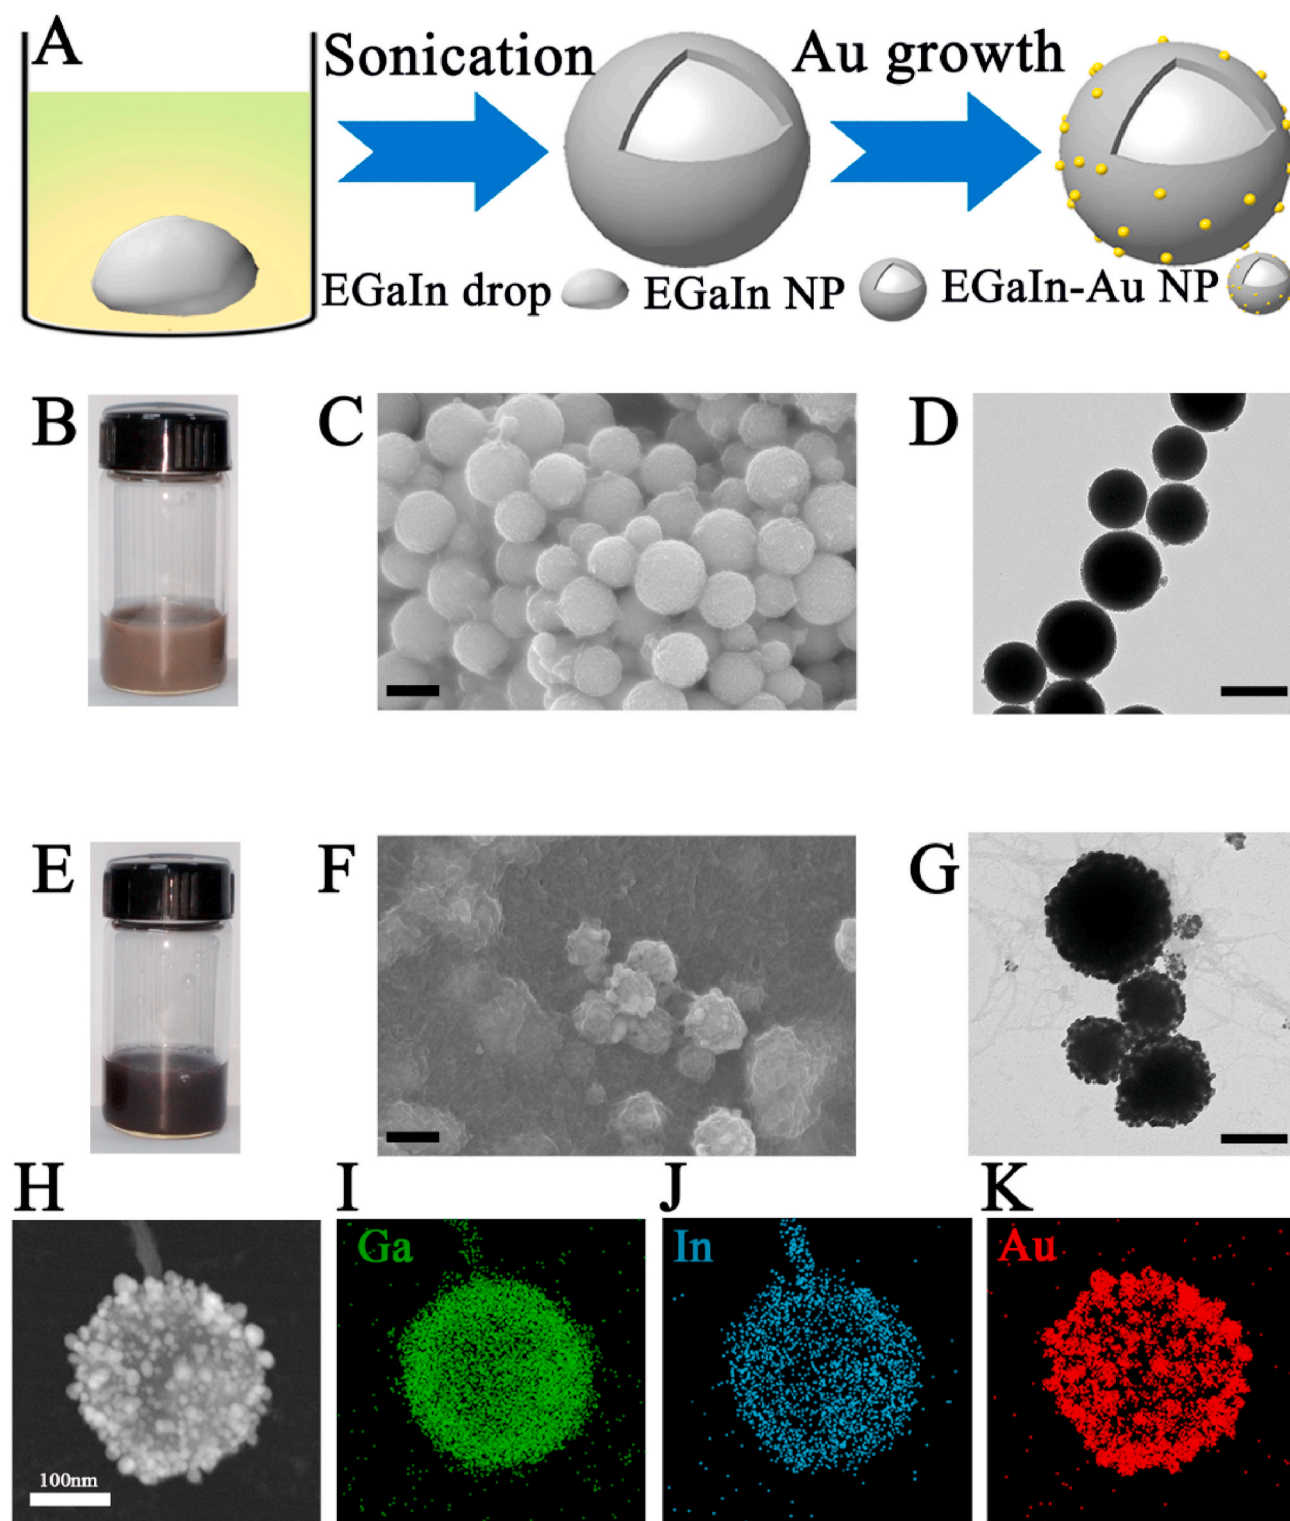 A
Sonication
Au growth
EGaIn drop
EGaIn NP
EGaIn-Au NP
B
C
D
E
F
G
H
I
J
K
100nm
Ga
In
Au